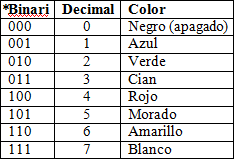 *Binari Decimal Color
000 0 Negro (apagado)
001 1 Azul
010 2 Verde
011 3 Cian
100 4 Rojo
101 5 Morado
110 6 Amarillo
111 7 Blanco